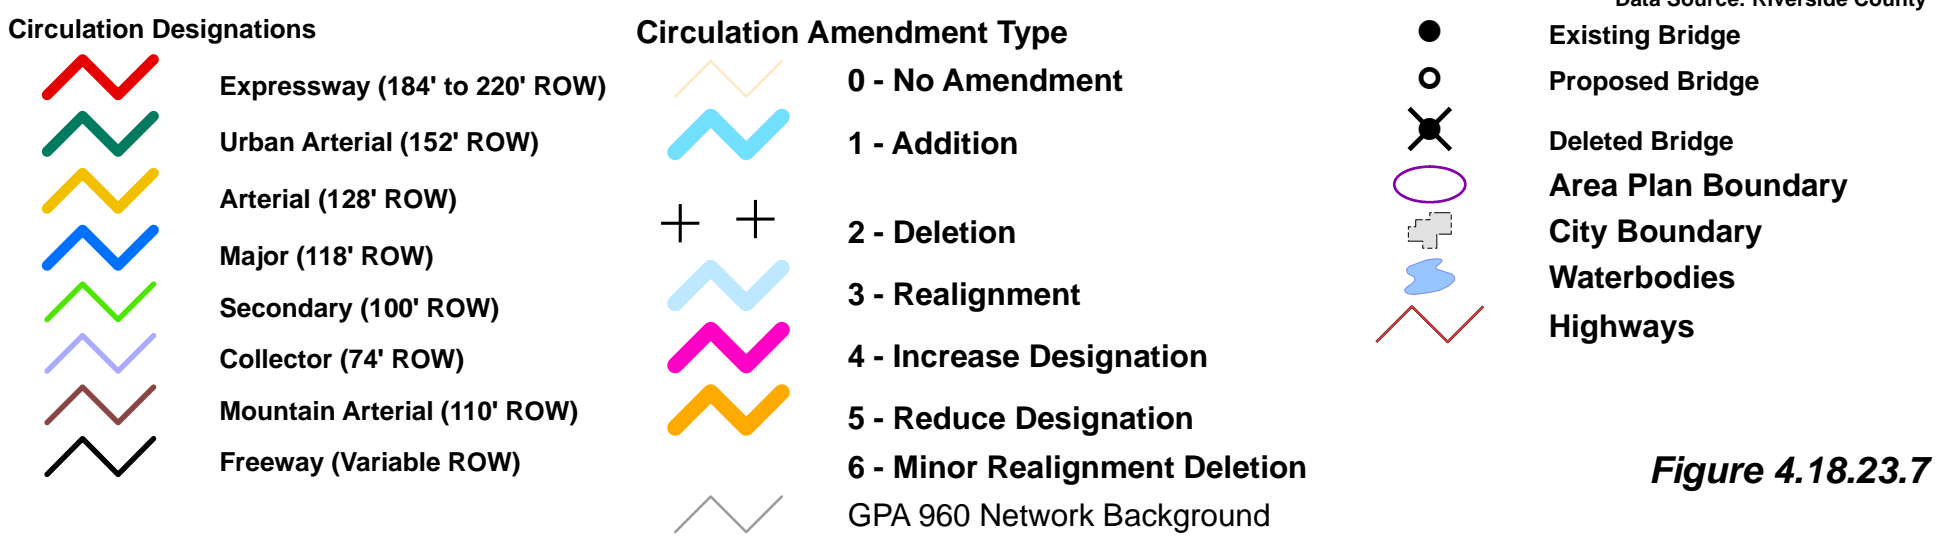 Data Source: Riverside County
Circulation Designations
Expressway (184' to 220' ROW)
Urban Arterial (152' ROW)
Arterial (128' ROW)
Major (118' ROW)
Secondary (100' ROW)
Collector (74' ROW)
Mountain Arterial (110' ROW)
Freeway (Variable ROW)
Circulation Amendment Type
0 - No Amendment
1 - Addition
2 - Deletion
3 - Realignment
4 - Increase Designation
5 - Reduce Designation
6 - Minor Realignment Deletion
GPA 960 Network Background
Existing Bridge
Proposed Bridge
Deleted Bridge
Area Plan Boundary
City Boundary
Waterbodies
Highways
Figure 4.18.23.7